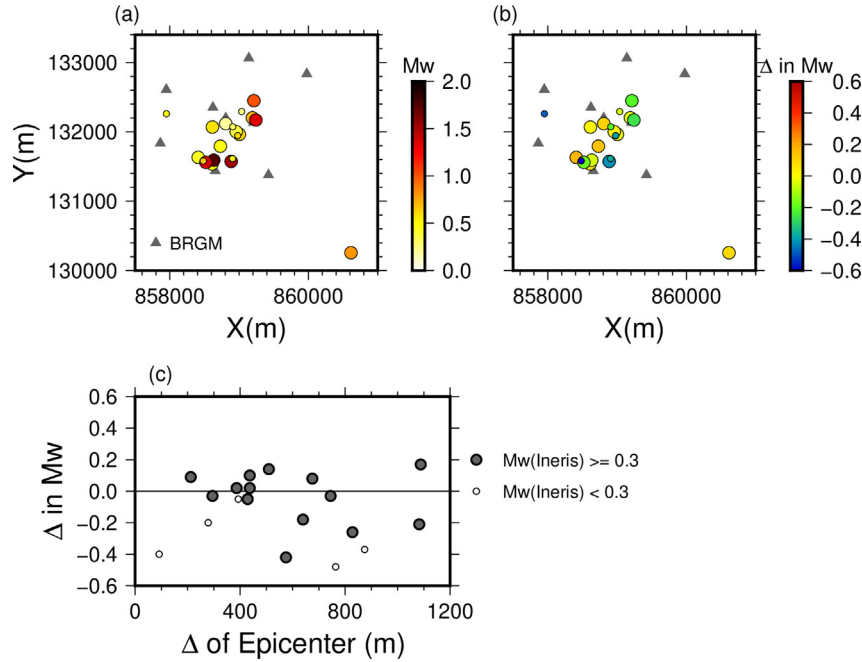 (a)
(b)
133000
132000
131000
130000
Y(m)
858000
860000
X(m)
BRGM
Mw
2.0
1.5
1.0
0.5
0.0
858000
860000
X(m)
Δ in Mw
0.6
0.4
0.2
0.0
−0.2
−0.4
−0.6
(c)
0.6
0.4
0.2
0.0
−0.2
−0.4
−0.6
Δ in Mw
0
400
800
1200
Δ of Epicenter (m)
Mw(Ineris) >= 0.3
Mw(Ineris) < 0.3